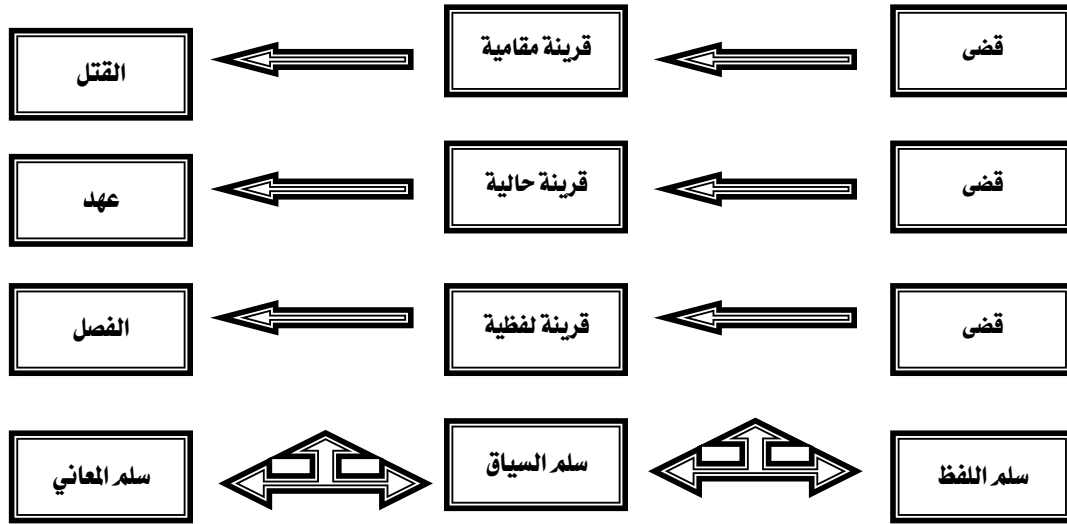 قضى
قرينة مقامية
القتل
قضى
قرينة حالية
عهد
قضى
قرينة لفظية
الفصل
سلم اللفظ
سلم السياق
سلم المعاني